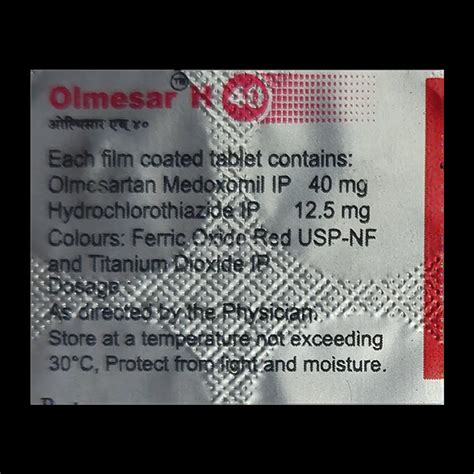 Olmesar™ H 40
ओल्मिसार एच् ४०
Each film coated tablet contains:
Olmesartan Medoxomil IP 40 mg
Hydrochlorothiazide IP 12.5 mg
Colours: Ferric Oxide Red USP-NF
and Titanium Dioxide IP
Dosage :
As directed by the Physician.
Store at a temperature not exceeding
30°C, Protect from light and moisture.